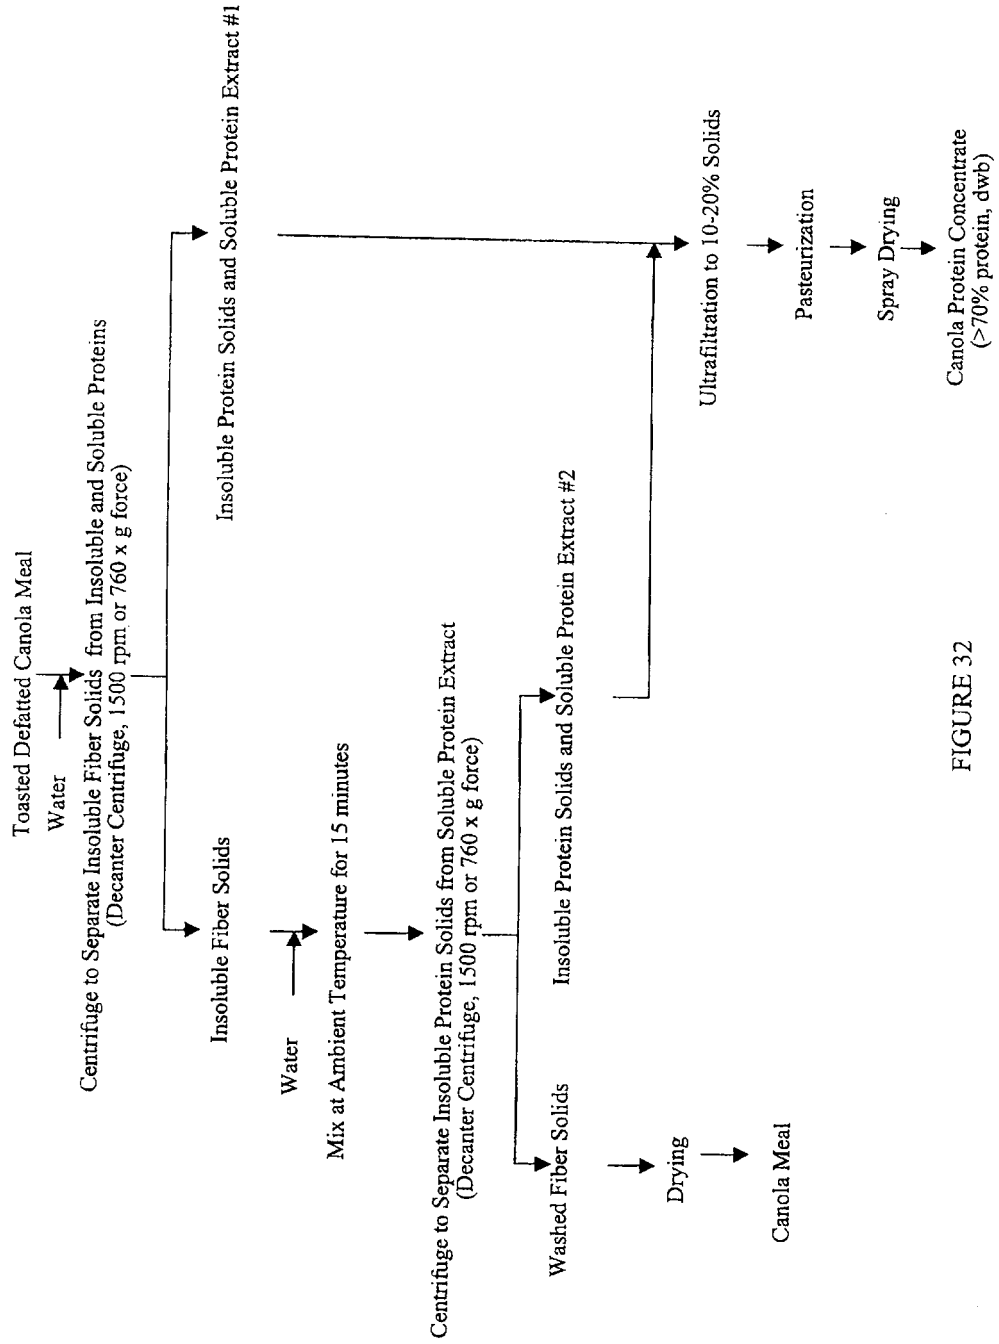 Toasted Defatted Canola Meal
Water
Centrifuge to Separate Insoluble Fiber Solids from Insoluble and Soluble Proteins
(Decanter Centrifuge, 1500 rpm or 760 x g force)
Insoluble Fiber Solids
Insoluble Protein Solids and Soluble Protein Extract #1
Water
Mix at Ambient Temperature for 15 minutes
Centrifuge to Separate Insoluble Protein Solids from Soluble Protein Extract
(Decanter Centrifuge, 1500 rpm or 760 x g force)
Washed Fiber Solids
Insoluble Protein Solids and Soluble Protein Extract #2
Drying
Canola Meal
Ultrafiltration to 10-20% Solids
Pasteurization
Spray Drying
Canola Protein Concentrate
(>70% protein, dwb)
FIGURE 32